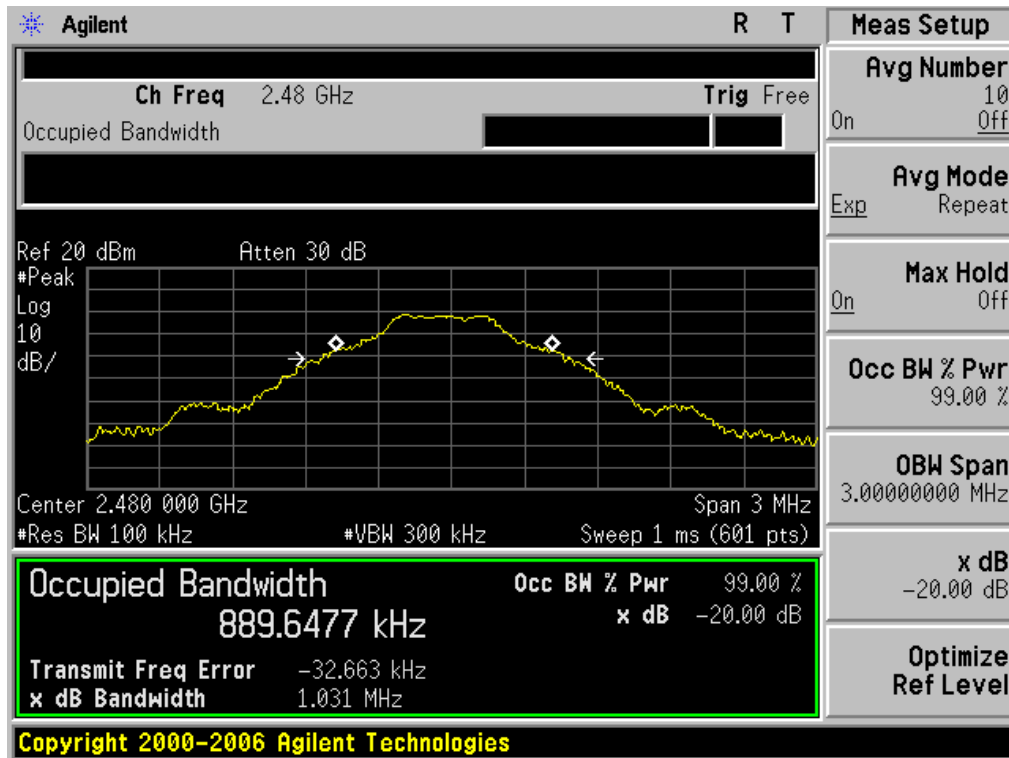 Agilent R T
Ch Freq 2.48 GHz Trig Free
Occupied Bandwidth
Ref 20 dBm Atten 30 dB
#Peak
Log
10
dB/
Center 2.480 000 GHz Span 3 MHz
#Res BW 100 kHz #VBW 300 kHz Sweep 1 ms (601 pts)
Occupied Bandwidth
889.6477 kHz
Occ BW % Pwr 99.00 %
x dB -20.00 dB
Transmit Freq Error -32.663 kHz
x dB Bandwidth 1.031 MHz
Copyright 2000-2006 Agilent Technologies
Meas Setup
Avg Number
10
On Off
Avg Mode
Exp Repeat
Max Hold
On Off
Occ BW % Pwr
99.00 %
OBW Span
3.00000000 MHz
x dB
-20.00 dB
Optimize
Ref Level